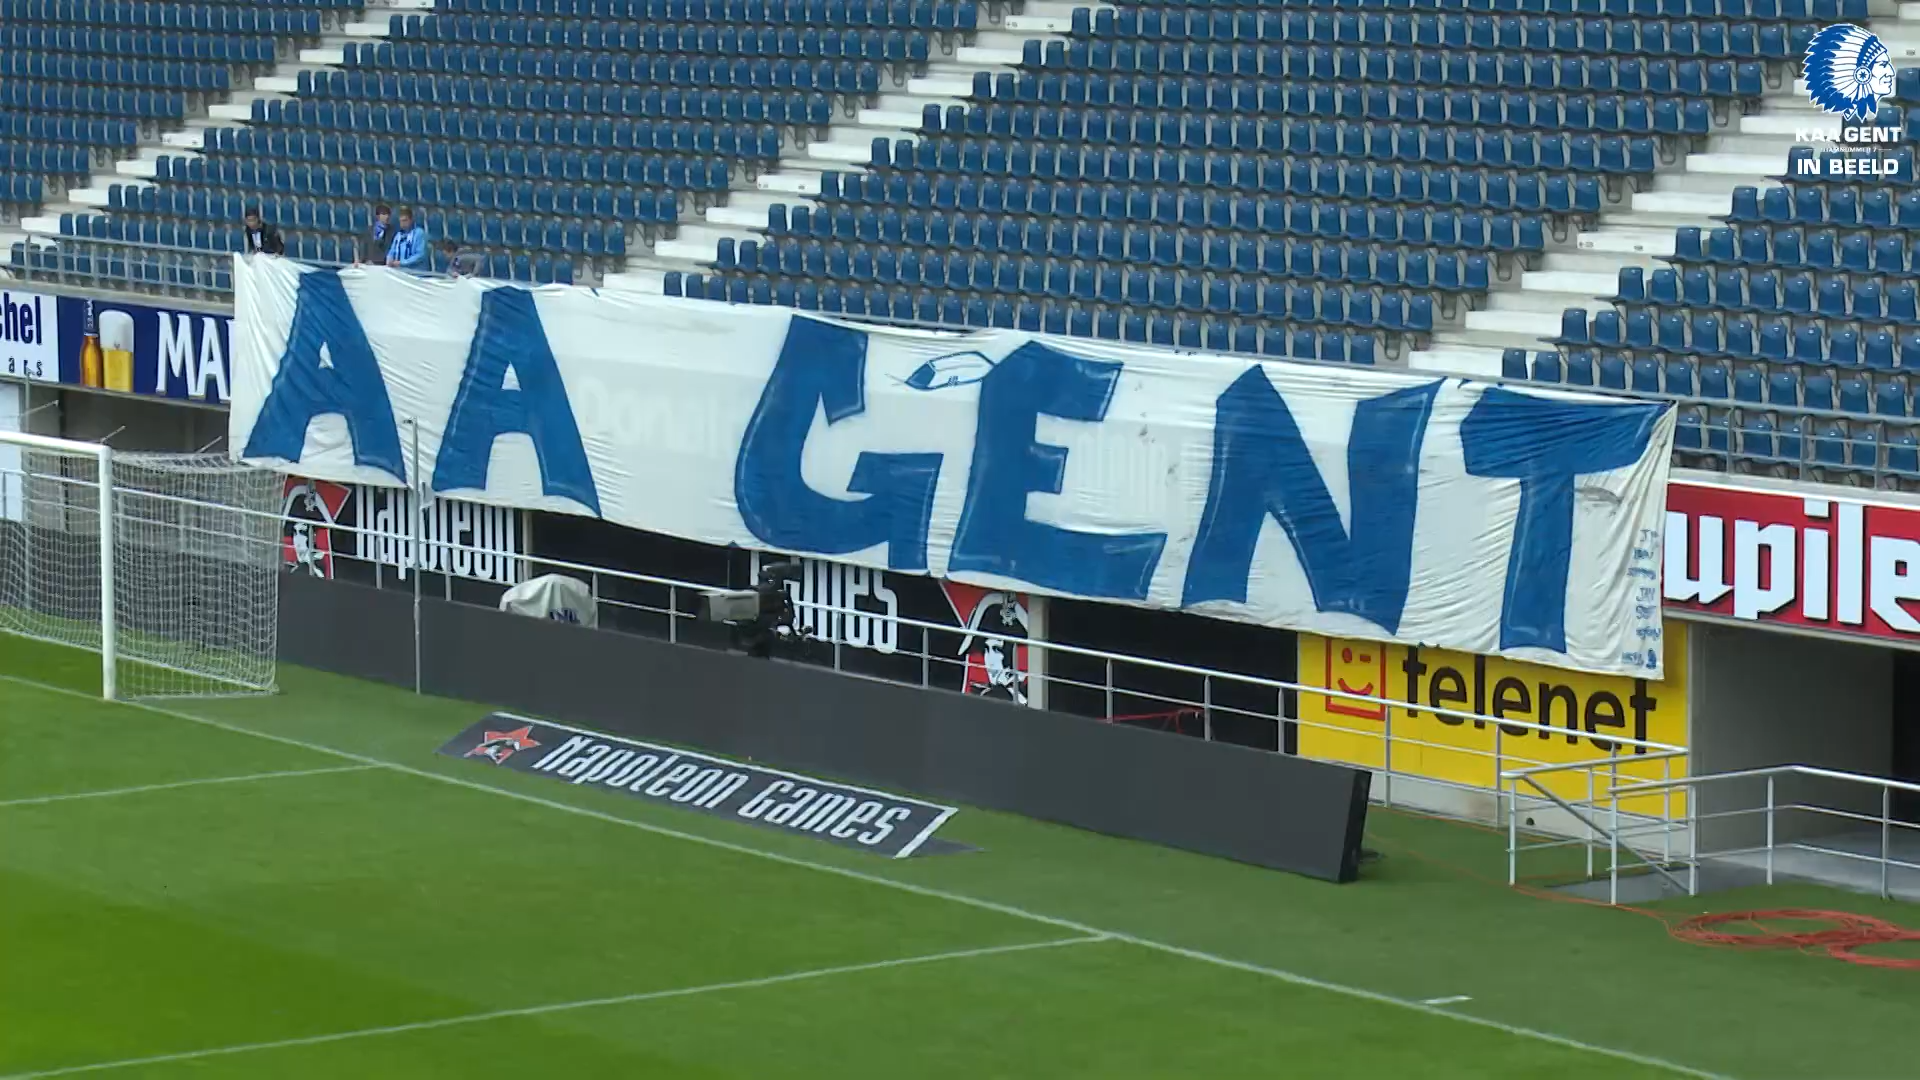 KAA GENT
IN BEELD
AA GENT
MA
Napoleon
Games
upile
telenet
Napoleon Games